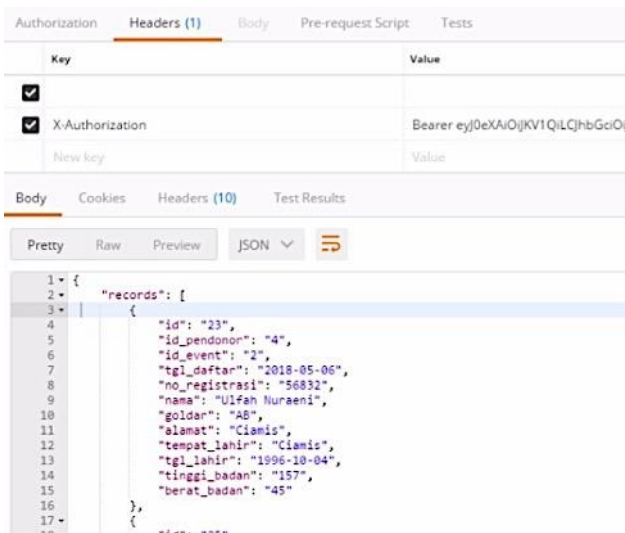 Authorization Headers (1) Body Pre-request Script Tests
Key Value
X-Authorization Bearer eyJ0eXAiOiJKV1QiLCJhbGciOi
New key Value
Body Cookies Headers (10) Test Results
Pretty Raw Preview JSON
1 {
2 "records": [
3 {
4 "id": "23",
5 "id_pendonor": "4",
6 "id_event": "2",
7 "tgl_daftar": "2018-05-06",
8 "no_registrasi": "56832",
9 "nama": "Ulfah Nuraeni",
10 "goldar": "AB",
11 "alamat": "Ciamis",
12 "tempat_lahir": "Ciamis",
13 "tgl_lahir": "1996-10-04",
14 "tinggi_badan": "157",
15 "berat_badan": "45"
16 },
17 {